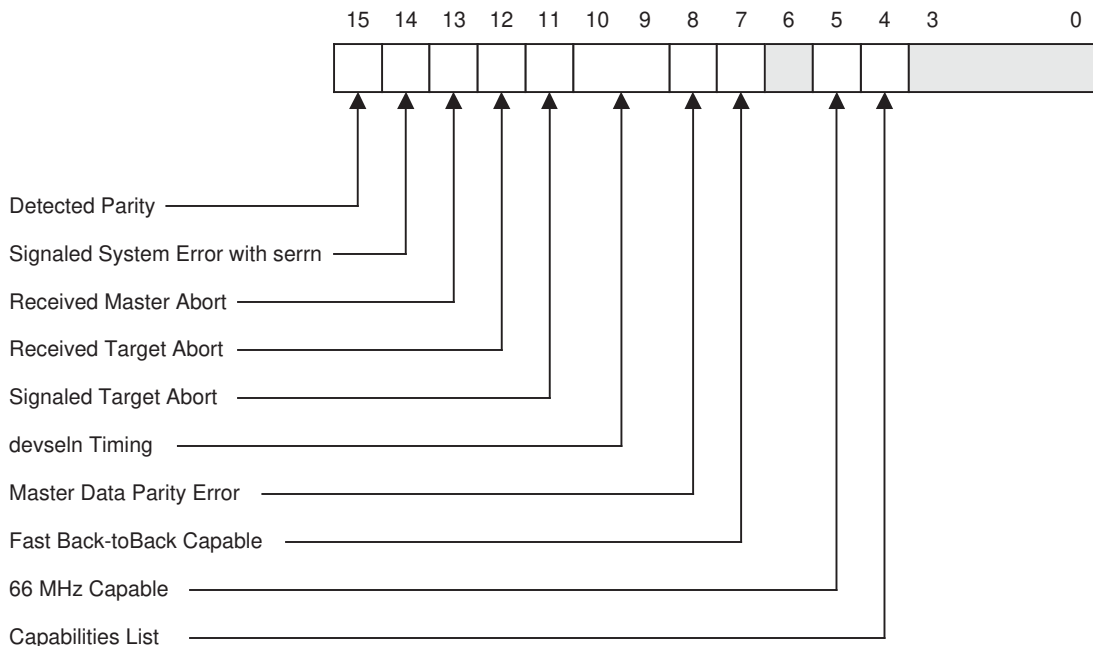 15 14 13 12 11 10 9 8 7 6 5 4 3 0
Detected Parity
Signaled System Error with serrn
Received Master Abort
Received Target Abort
Signaled Target Abort
devseln Timing
Master Data Parity Error
Fast Back-toBack Capable
66 MHz Capable
Capabilities List